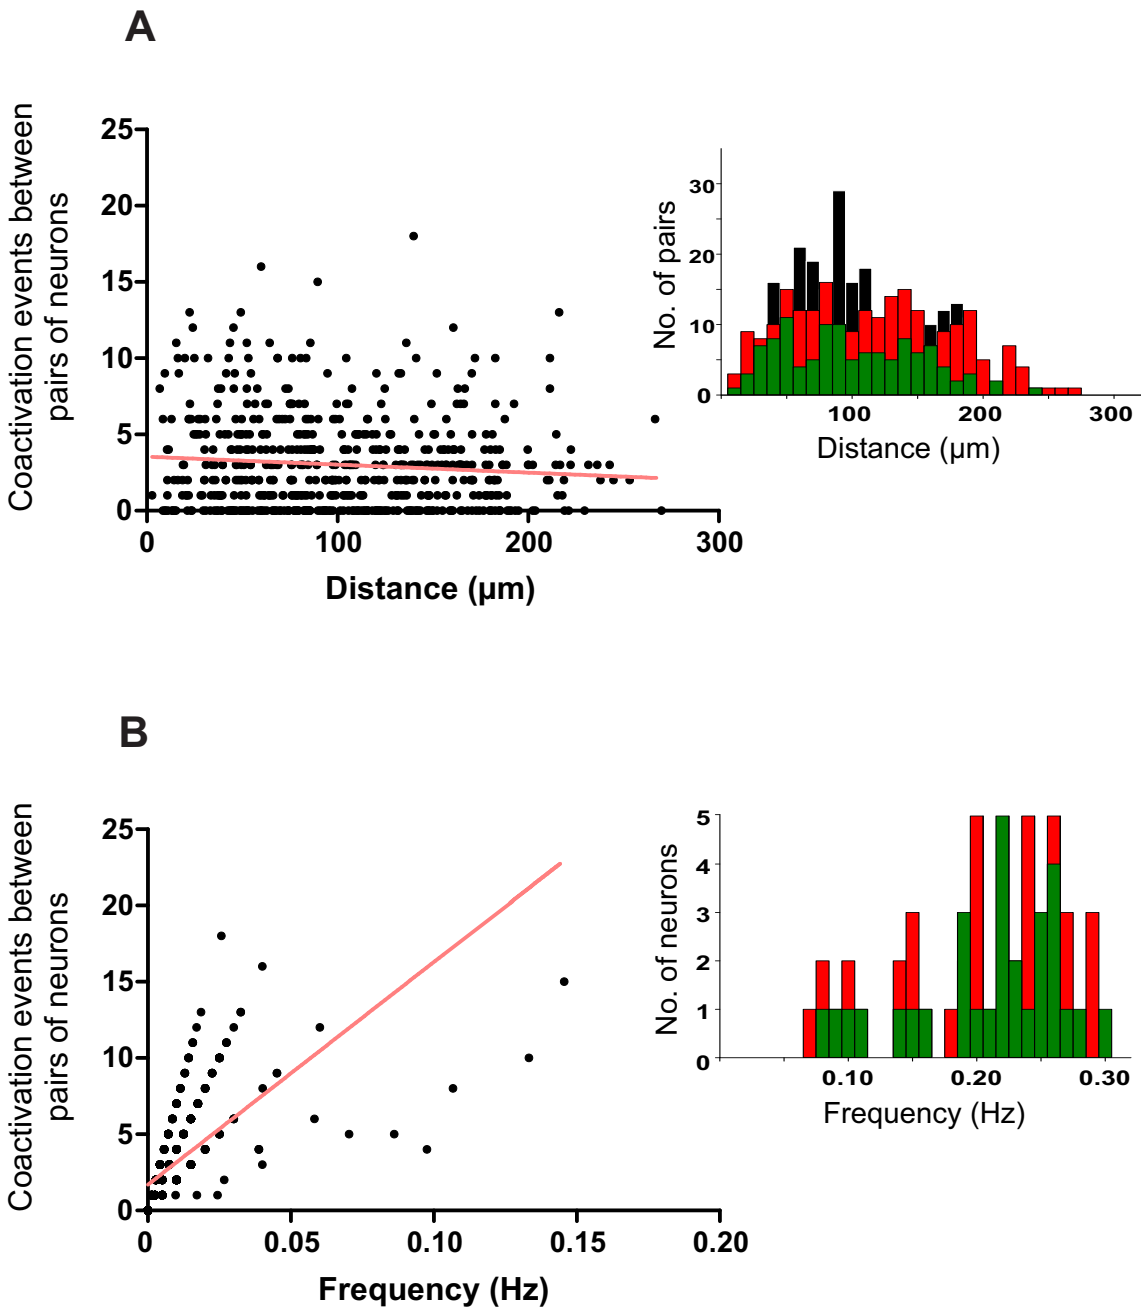 A
Coactivation events between
pairs of neurons
25
20
15
10
5
0
0 100 200 300
Distance (µm)
No. of pairs
30
20
10
0
100 200 300
Distance (µm)
B
Coactivation events between
pairs of neurons
25
20
15
10
5
0
0 0.05 0.10 0.15 0.20
Frequency (Hz)
No. of neurons
5
4
3
2
1
0
0.10 0.20 0.30
Frequency (Hz)